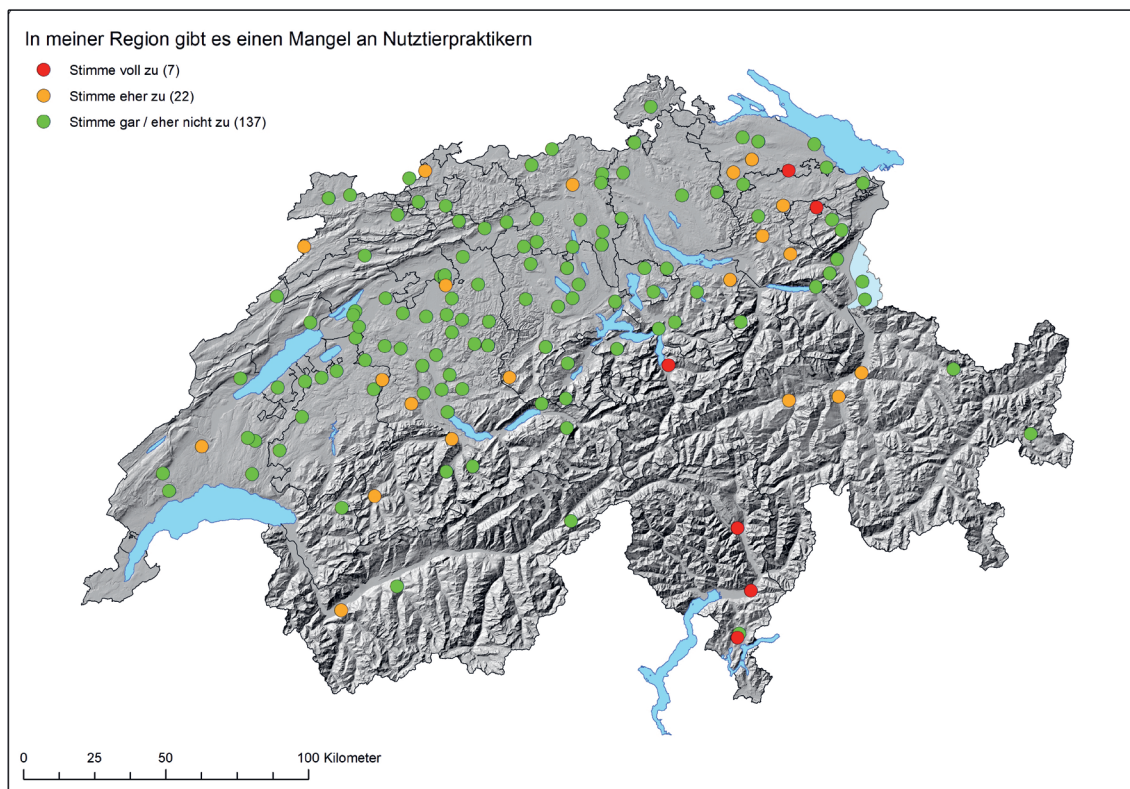 In meiner Region gibt es einen Mangel an Nutztierpraktikern
Stimme voll zu (7)
Stimme eher zu (22)
Stimme gar / eher nicht zu (137)
0 25 50 100 Kilometer